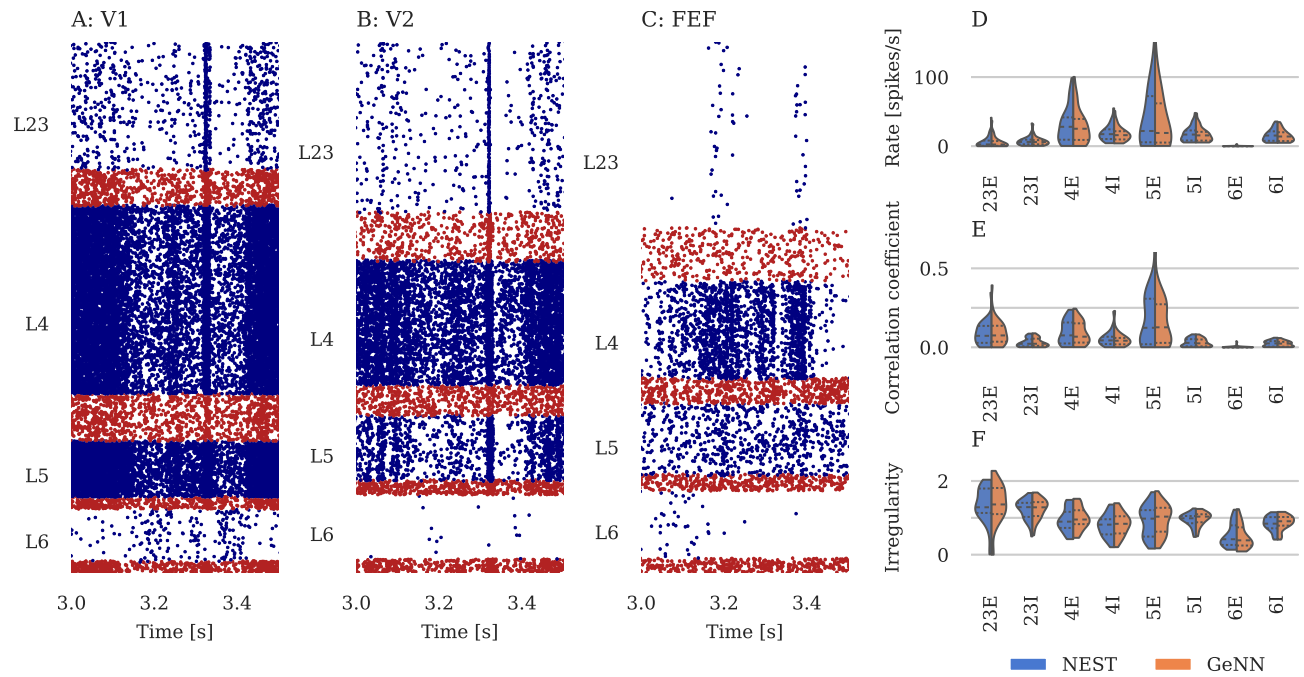 A: V1
L23
L4
L5
L6
3.0 3.2 3.4
Time [s]
B: V2
L23
L4
L5
L6
3.0 3.2 3.4
Time [s]
C: FEF
L23
L4
L5
L6
3.0 3.2 3.4
Time [s]
D
Rate [spikes/s]
100
0
23E 23I 4E 4I 5E 5I 6E 6I
E
Correlation coefficient
0.5
0.0
23E 23I 4E 4I 5E 5I 6E 6I
F
Irregularity
2
0
23E 23I 4E 4I 5E 5I 6E 6I
NEST GeNN